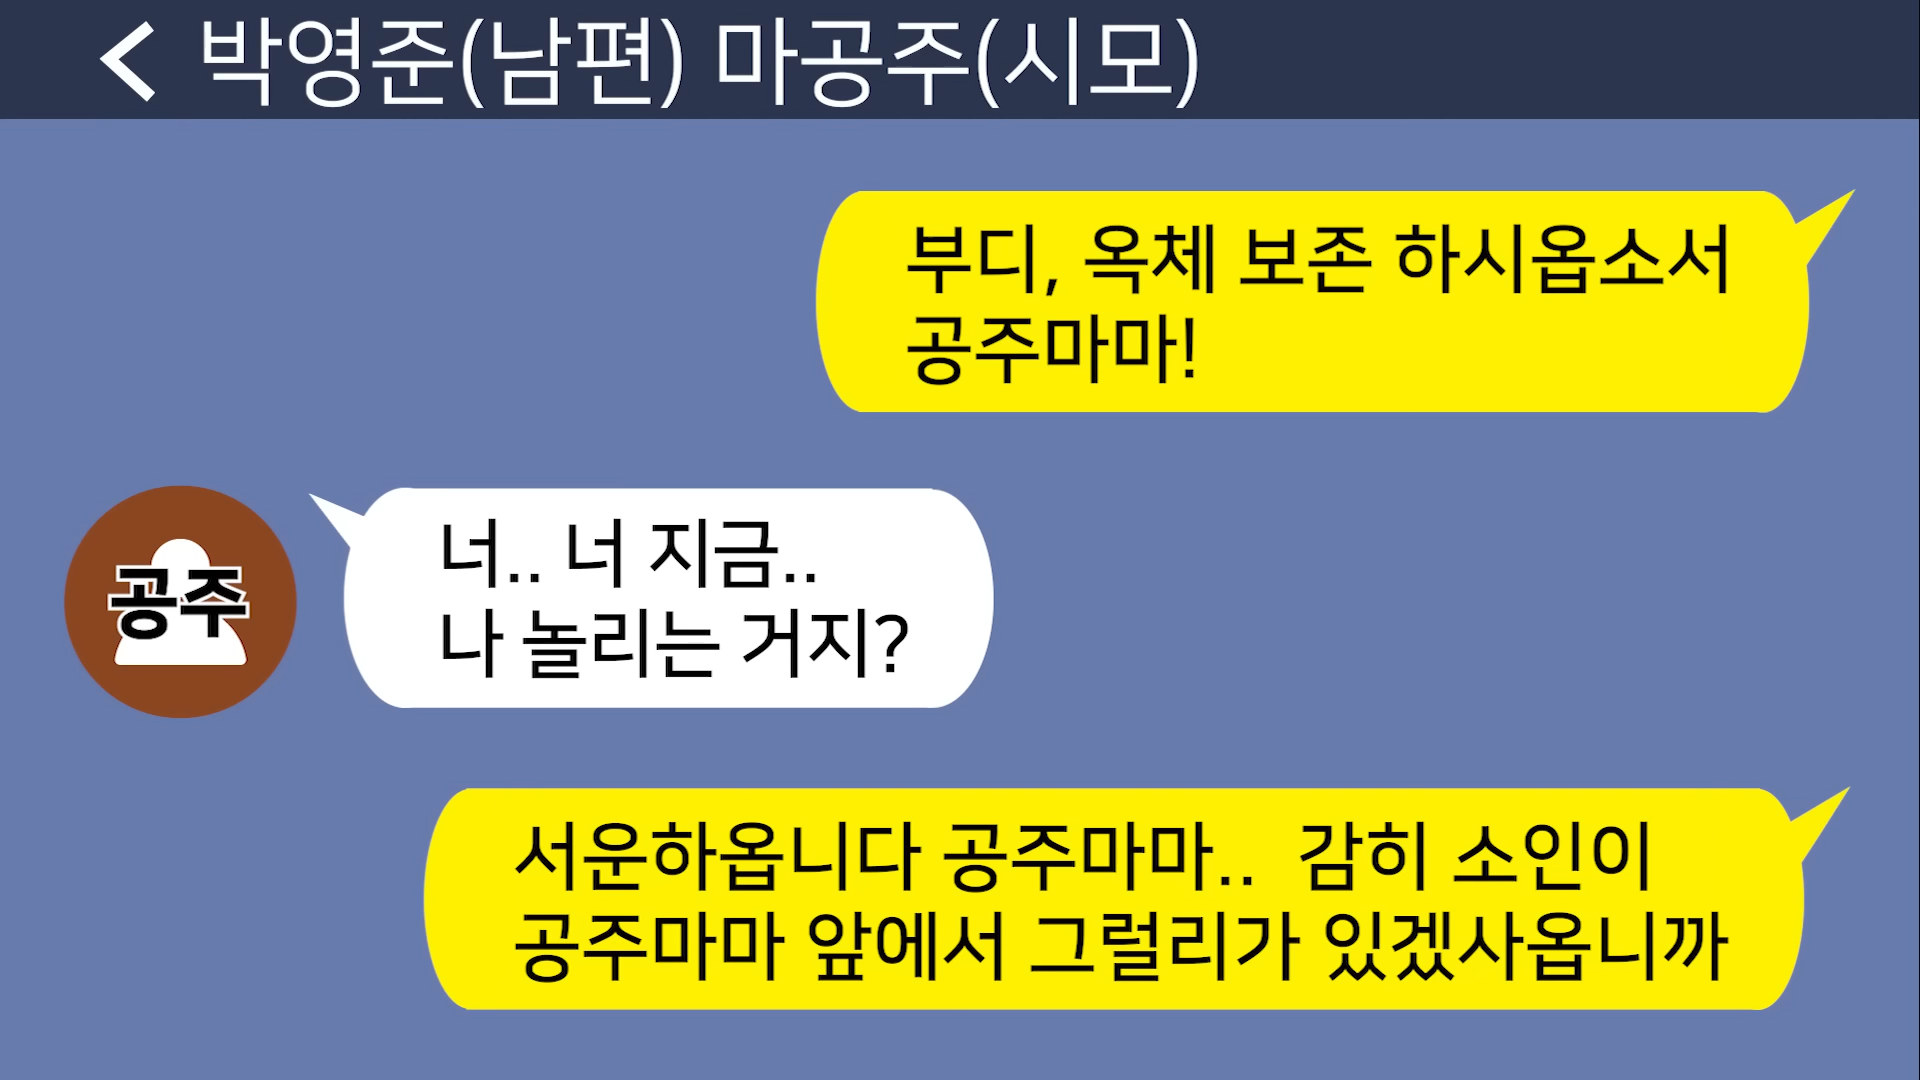 박영준(남편) 마공주(시모)
부디, 옥체 보존 하시옵소서
공주마마!
공주
너.. 너 지금..
나 놀리는 거지?
서운하옵니다 공주마마.. 감히 소인이
공주마마 앞에서 그럴리가 있겠사옵니까